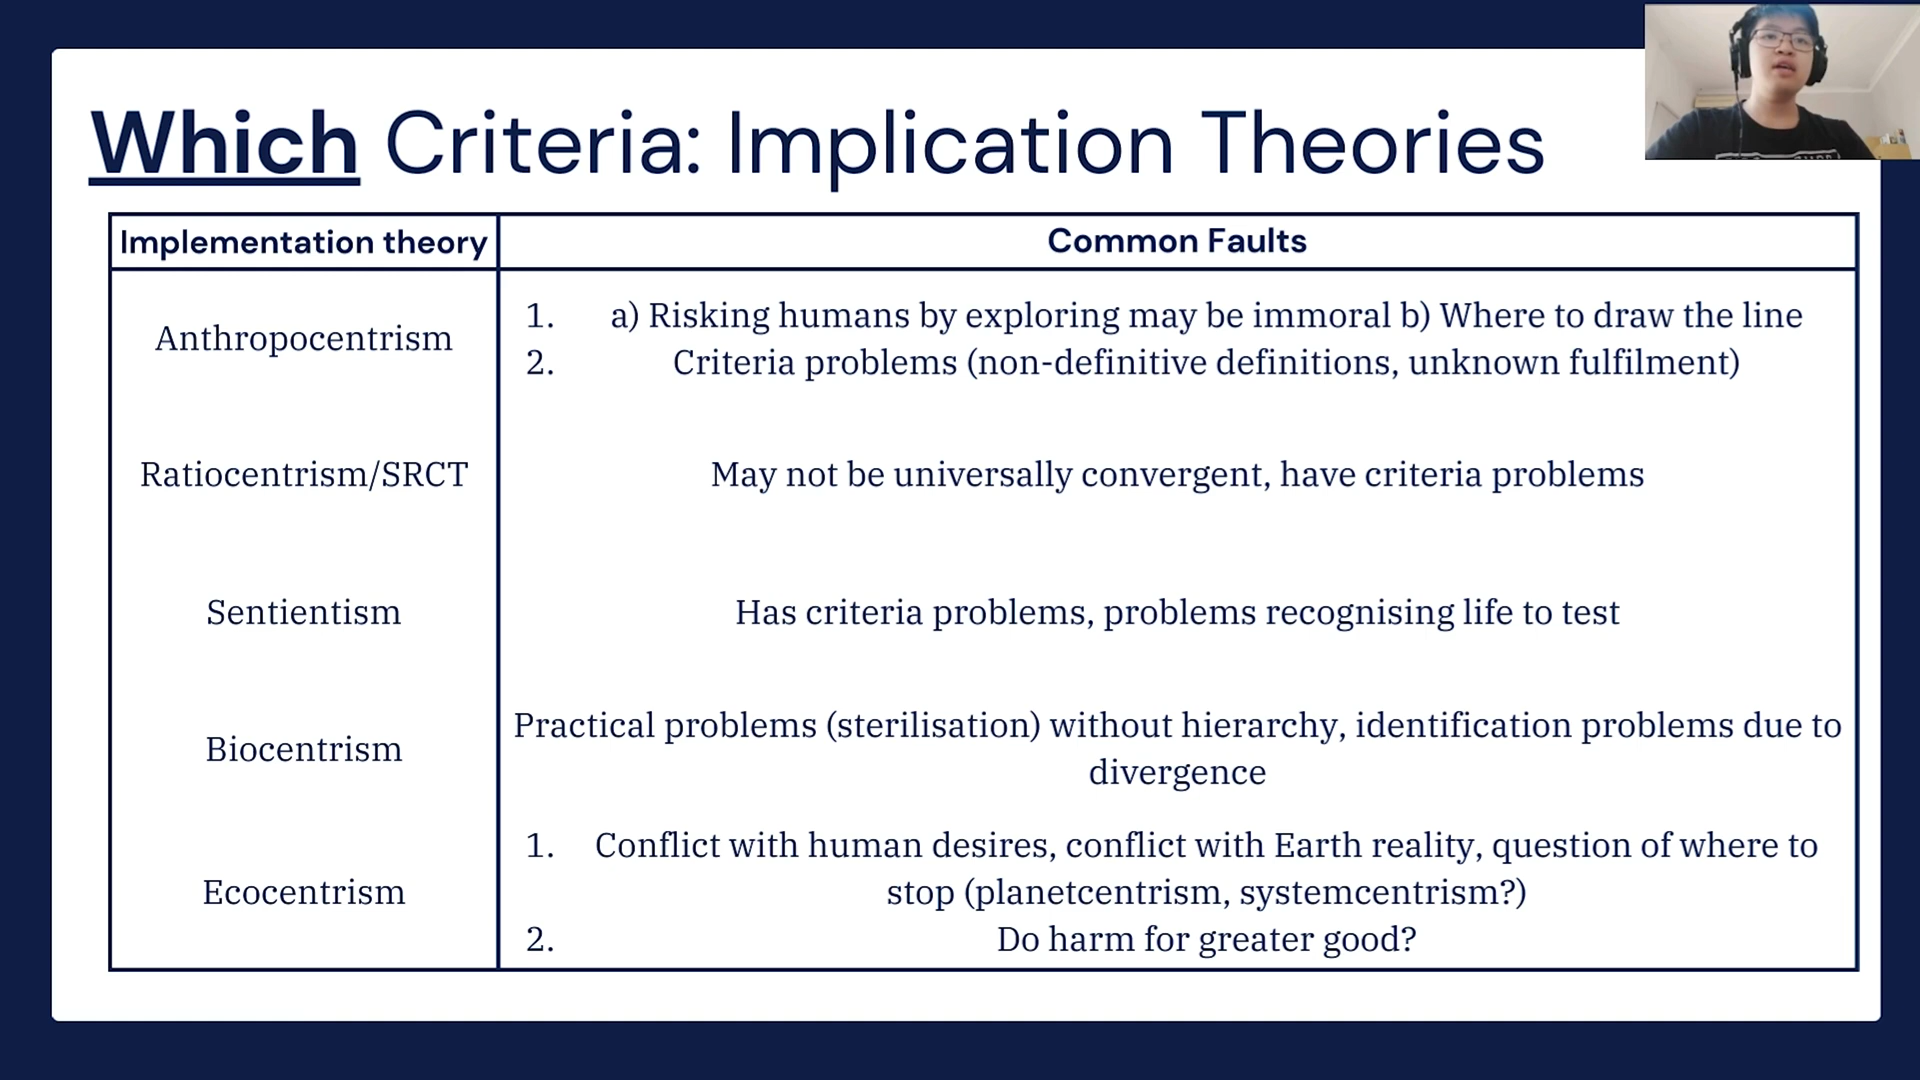 Which Criteria: Implication Theories
Implementation theory
Common Faults
Anthropocentrism
1. a) Risking humans by exploring may be immoral b) Where to draw the line
2. Criteria problems (non-definitive definitions, unknown fulfilment)
Ratiocentrism/SRCT
May not be universally convergent, have criteria problems
Sentientism
Has criteria problems, problems recognising life to test
Biocentrism
Practical problems (sterilisation) without hierarchy, identification problems due to
divergence
Ecocentrism
1. Conflict with human desires, conflict with Earth reality, question of where to
stop (planetcentrism, systemcentrism?)
2. Do harm for greater good?